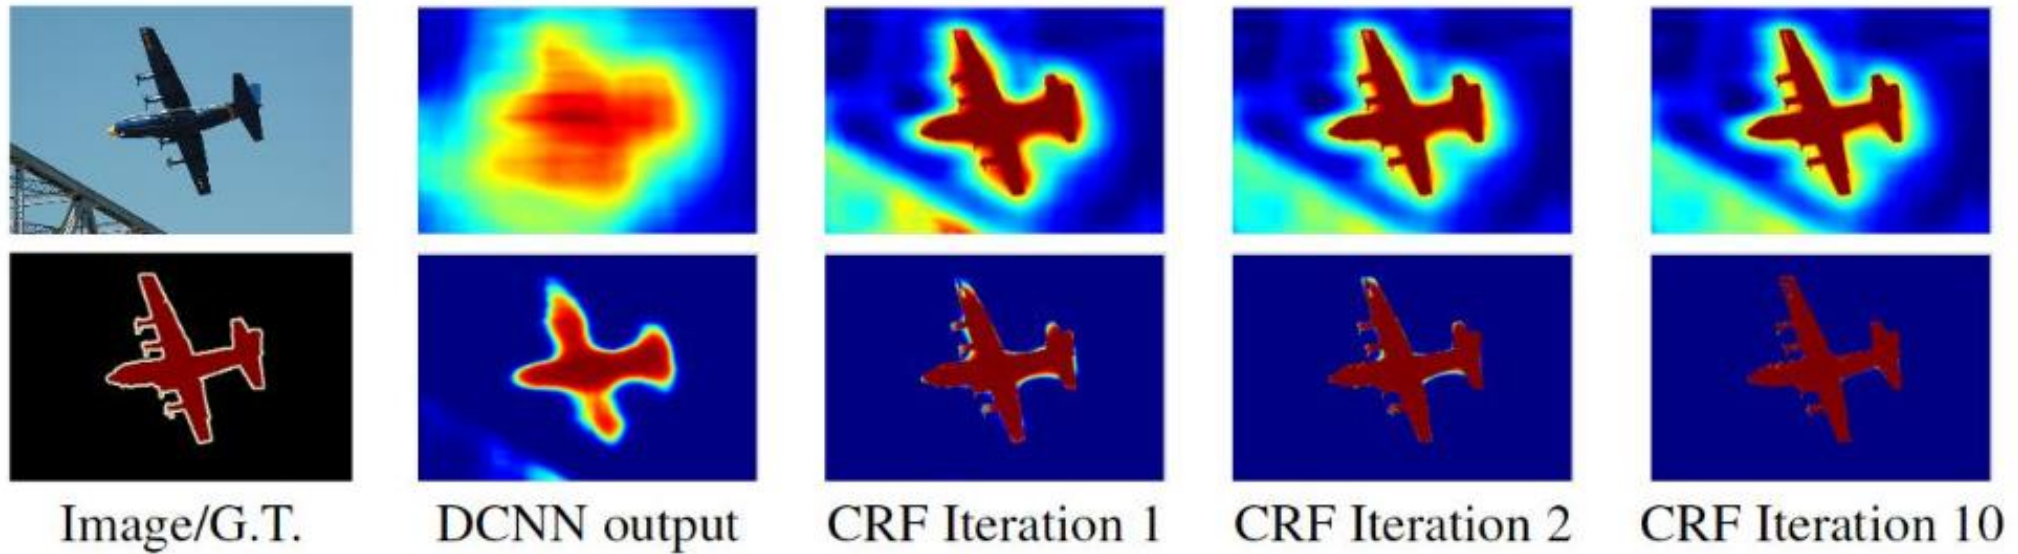 Image/G.T.
DCNN output
CRF Iteration 1
CRF Iteration 2
CRF Iteration 10